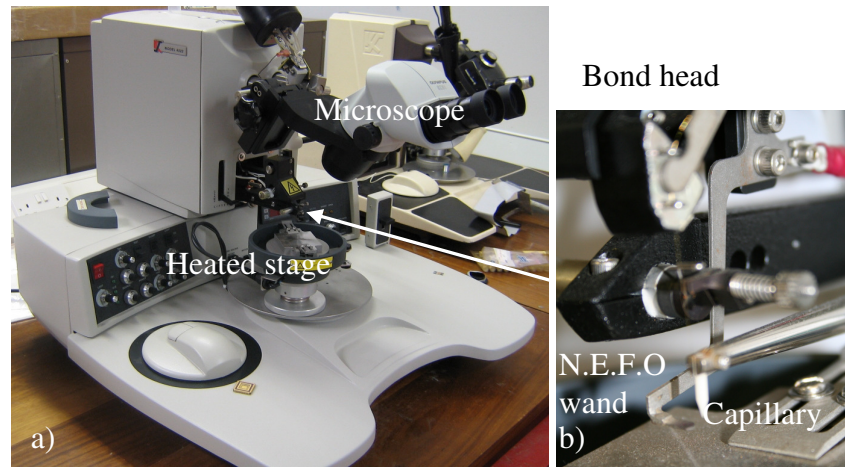 Bond head
Microscope
Heated stage
a)
N.E.F.O
wand
Capillary
b)